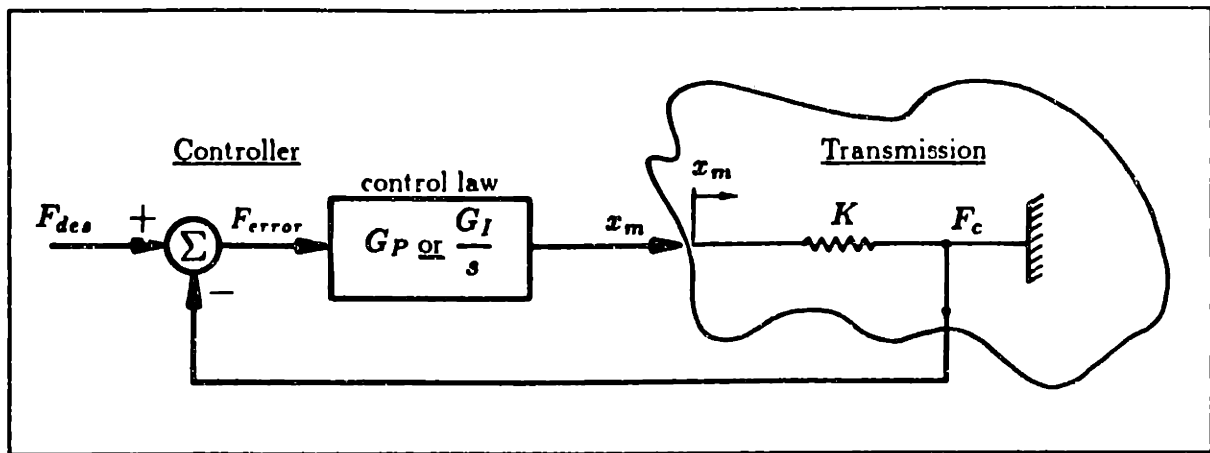 Controller
Transmission
control law
x_m
F_des
+
Σ
F_error
G_P or G_I/s
x_m
K
F_c
−